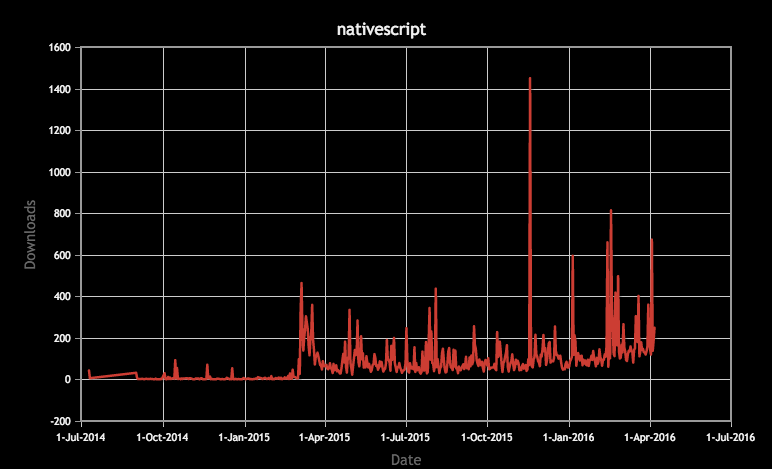 nativescript
1600
1400
1200
1000
800
600
400
200
0
-200
Downloads
1-Jul-2014 1-Oct-2014 1-Jan-2015 1-Apr-2015 1-Jul-2015 1-Oct-2015 1-Jan-2016 1-Apr-2016 1-Jul-2016
Date